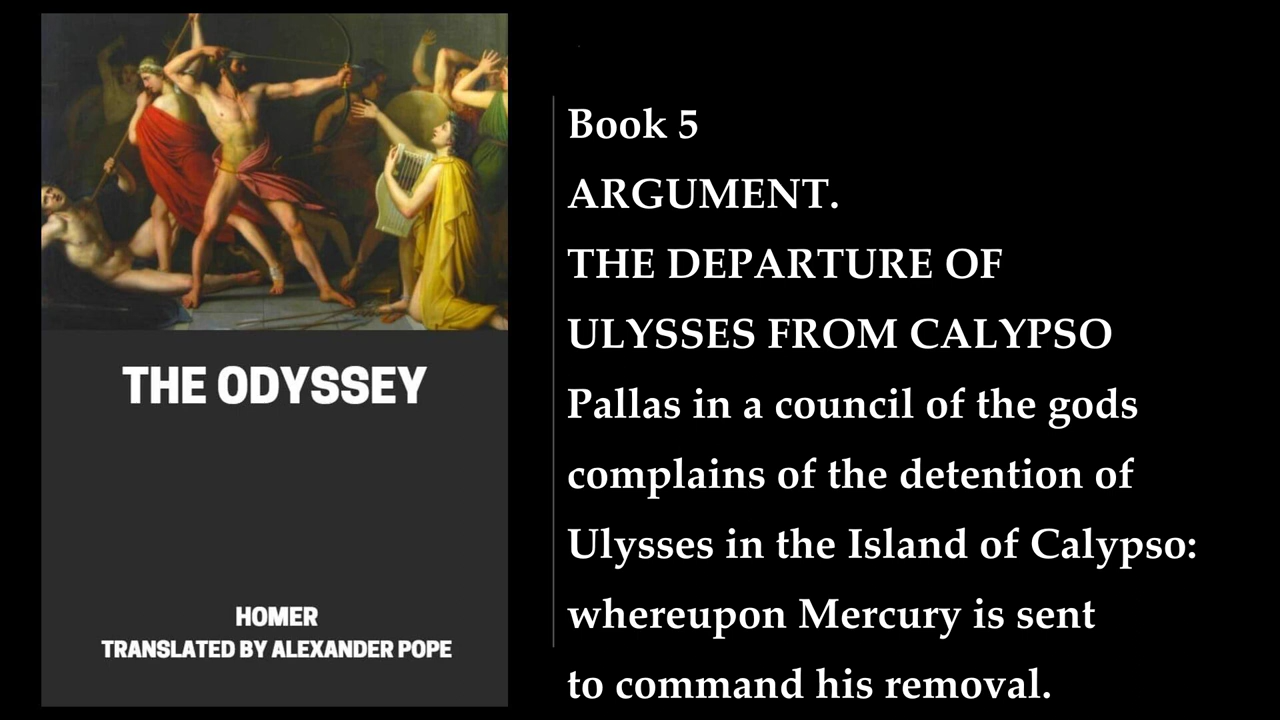 THE ODYSSEY
HOMER
TRANSLATED BY ALEXANDER POPE
Book 5
ARGUMENT.
THE DEPARTURE OF
ULYSSES FROM CALYPSO
Pallas in a council of the gods
complains of the detention of
Ulysses in the Island of Calypso:
whereupon Mercury is sent
to command his removal.